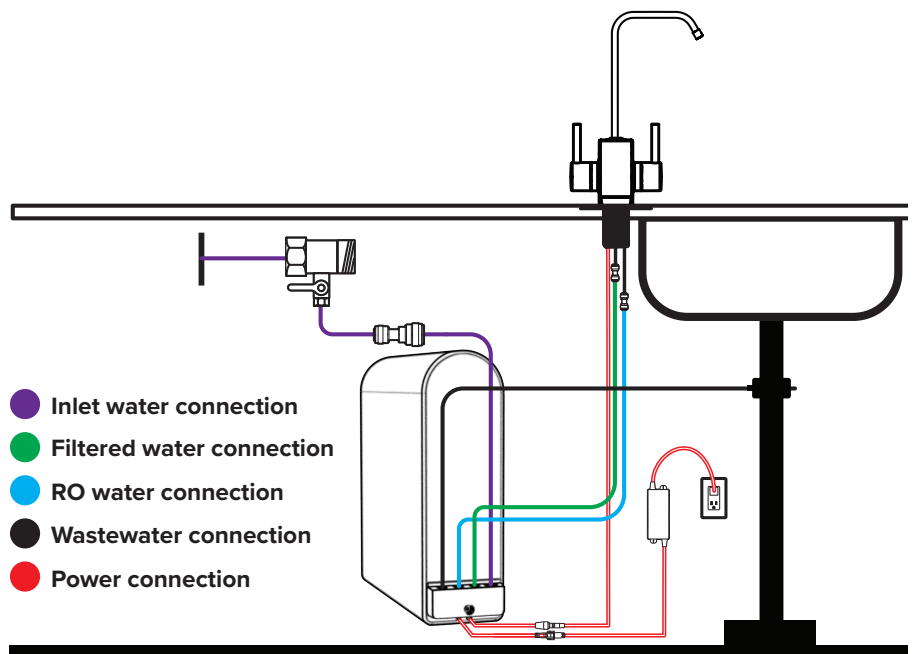 Inlet water connection
Filtered water connection
RO water connection
Wastewater connection
Power connection